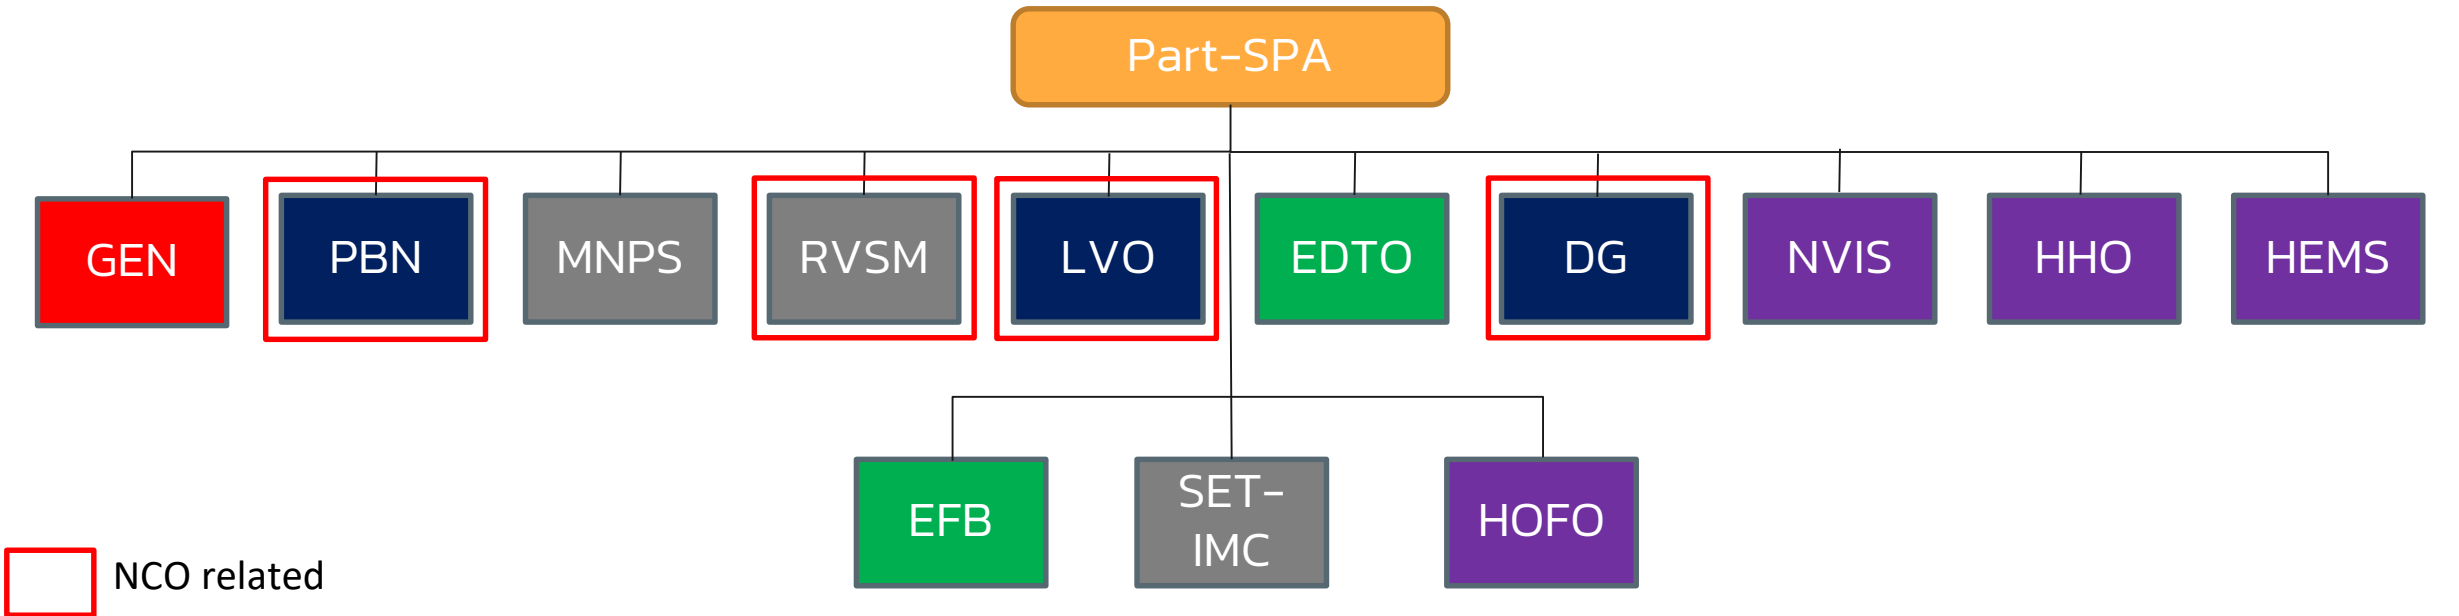 Part-SPA
GEN
PBN
MNPS
RVSM
LVO
EDTO
DG
NVIS
HHO
HEMS
EFB
SET-
IMC
HOFO
NCO related